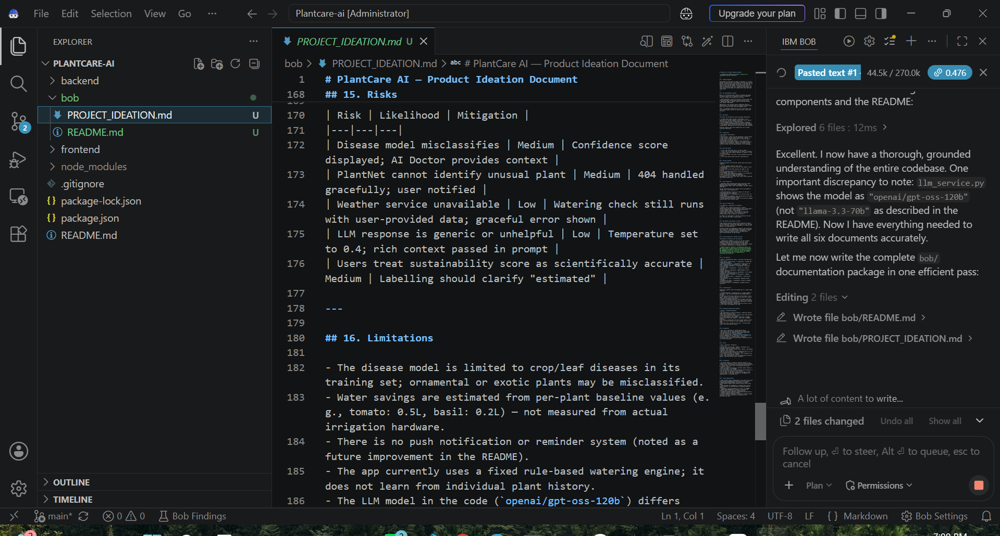 File Edit Selection View Go ···
Plantcare-ai [Administrator]
Upgrade your plan
EXPLORER
PLANTCARE-AI
backend
bob
PROJECT_IDEATION.md U
README.md U
frontend
node_modules
.gitignore
package-lock.json
package.json
README.md
OUTLINE
TIMELINE
2
PROJECT_IDEATION.md U
bob > PROJECT_IDEATION.md > abc # PlantCare AI — Product Ideation Document
1 # PlantCare AI — Product Ideation Document
168 ## 15. Risks
169
170 | Risk | Likelihood | Mitigation |
171 |---|---|---|
172 | Disease model misclassifies | Medium | Confidence score
displayed; AI Doctor provides context |
173 | PlantNet cannot identify unusual plant | Medium | 404 handled
gracefully; user notified |
174 | Weather service unavailable | Low | Watering check still runs
with user-provided data; graceful error shown |
175 | LLM response is generic or unhelpful | Low | Temperature set
to 0.4; rich context passed in prompt |
176 | Users treat sustainability score as scientifically accurate |
Medium | Labelling should clarify "estimated" |
177
178 ---
179
180 ## 16. Limitations
181
182 - The disease model is limited to crop/leaf diseases in its
training set; ornamental or exotic plants may be misclassified.
183 - Water savings are estimated from per-plant baseline values (e.
g., tomato: 0.5L, basil: 0.2L) — not measured from actual
irrigation hardware.
184 - There is no push notification or reminder system (noted as a
future improvement in the README).
185 - The app currently uses a fixed rule-based watering engine; it
does not learn from individual plant history.
186 - The LLM model in the code (`openai/gpt-oss-120b`) differs
IBM BOB
Pasted text #1 44.5k / 270.0k 0.476
components and the README:
Explored 6 files : 12ms >
Excellent. I now have a thorough, grounded
understanding of the entire codebase. One
important discrepancy to note: llm_service.py
shows the model as "openai/gpt-oss-120b"
(not "llama-3.3-70b" as described in the
README). Now I have everything needed to
write all six documents accurately.
Let me now write the complete bob/
documentation package in one efficient pass:
Editing 2 files
Wrote file bob/README.md >
Wrote file bob/PROJECT_IDEATION.md >
A lot of content to write...
2 files changed Undo all Show all
Follow up, ⏎ to steer, Alt ⏎ to queue, esc to
cancel
Plan Permissions
main* 0 0 Bob Findings
Ln 1, Col 1 Spaces: 4 UTF-8 LF { } Markdown Bob Settings
2
2
7:00 PM